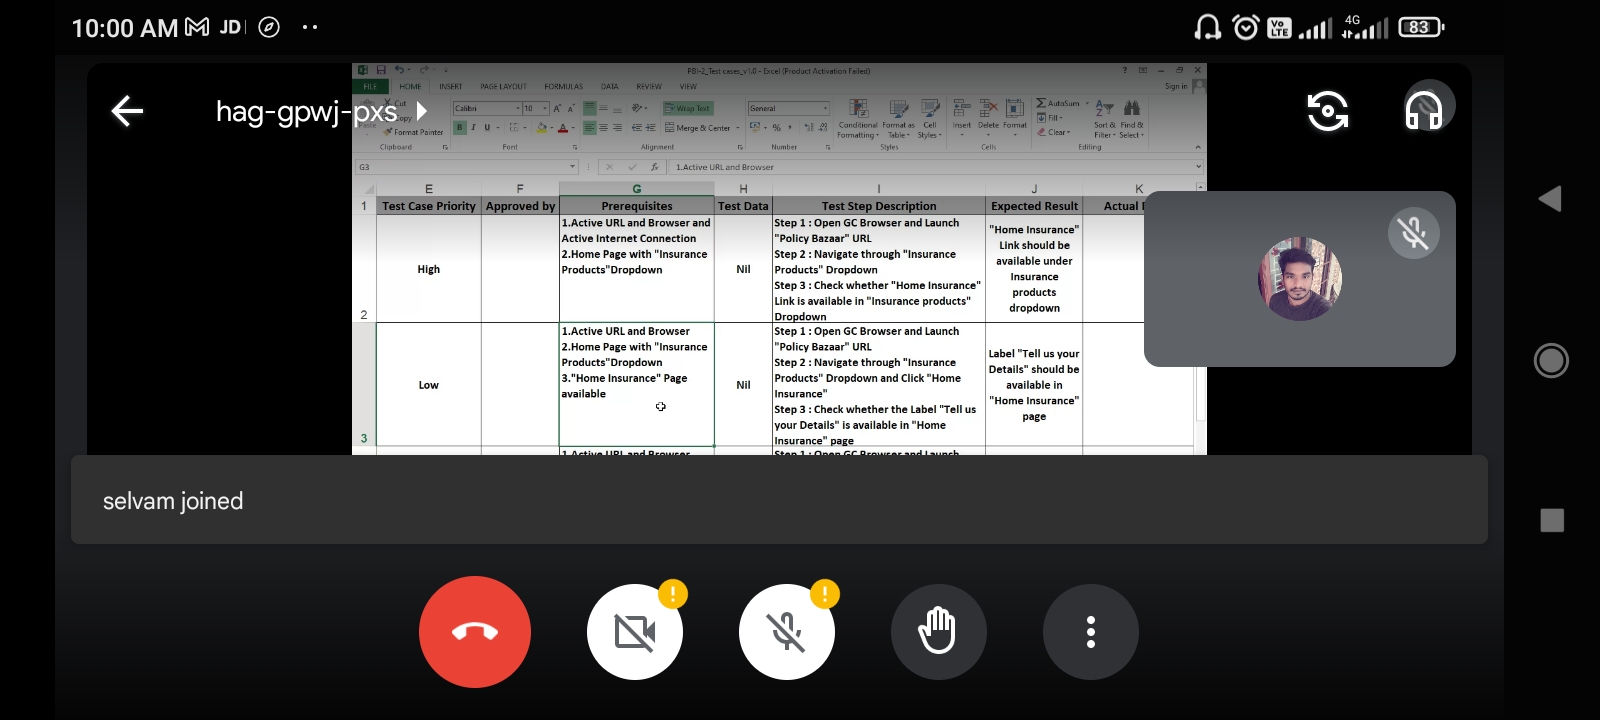 10:00 AM JD
Vo LTE 4G 83
hag-gpwj-pxs
PBI-2_Test cases_v1.0 - Excel (Product Activation Failed)
FILE HOME INSERT PAGE LAYOUT FORMULAS DATA REVIEW VIEW Sign in
Cut
Copy
Format Painter
Calibri 10
B I U
Wrap Text
Merge & Center
General
Conditional Formatting
Format as Table
Cell Styles
Insert Delete Format
AutoSum
Fill
Clear
Sort & Filter
Find & Select
Clipboard Font Alignment Number Styles Cells Editing
G3 fx 1.Active URL and Browser
E F G H I J K
1 Test Case Priority Approved by Prerequisites Test Data Test Step Description Expected Result Actual
2
High
1.Active URL and Browser and
Active Internet Connection
2.Home Page with "Insurance
Products"Dropdown
Nil
Step 1 : Open GC Browser and Launch
"Policy Bazaar" URL
Step 2 : Navigate through "Insurance
Products" Dropdown
Step 3 : Check whether "Home Insurance"
Link is available in "Insurance products"
Dropdown
"Home Insurance"
Link should be
available under
Insurance
products
dropdown
3
Low
1.Active URL and Browser
2.Home Page with "Insurance
Products"Dropdown
3."Home Insurance" Page
available
Nil
Step 1 : Open GC Browser and Launch
"Policy Bazaar" URL
Step 2 : Navigate through "Insurance
Products" Dropdown and Click "Home
Insurance"
Step 3 : Check whether the Label "Tell us
your Details" is available in "Home
Insurance" page
Label "Tell us your
Details" should be
available in
"Home Insurance"
page
1.Active URL and Browser
Step 1 : Open GC Browser and Launch
selvam joined